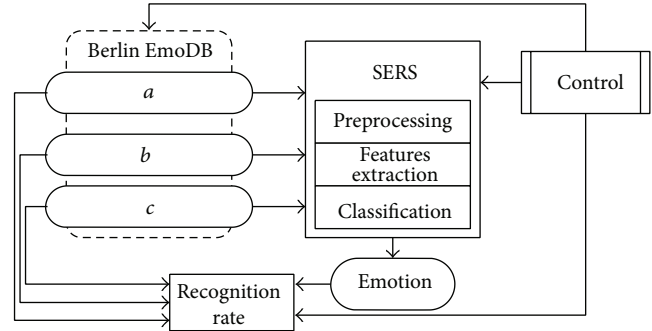 Berlin EmoDB
a
b
c
SERS
Preprocessing
Features
extraction
Classification
Control
Emotion
Recognition
rate